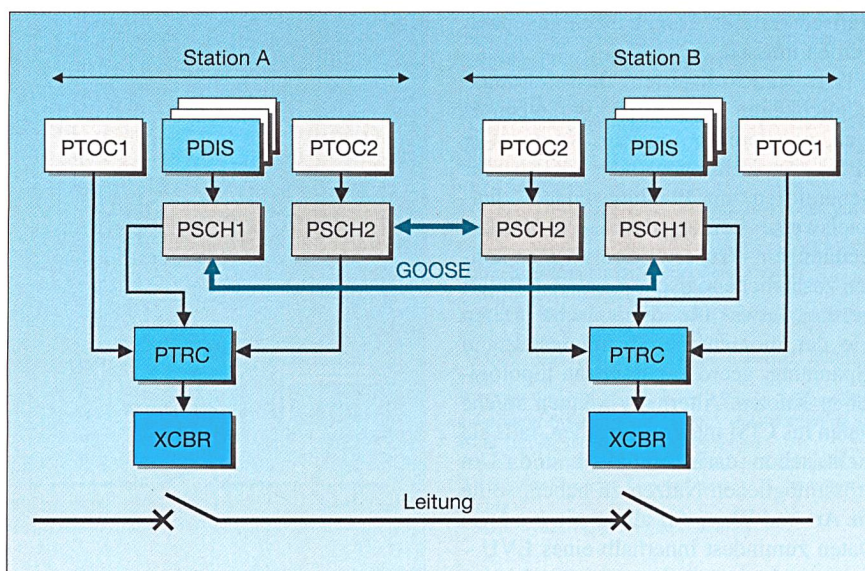 Station A
Station B
PTOC1
PDIS
PTOC2
PTOC2
PDIS
PTOC1
PSCH1
PSCH2
PSCH2
PSCH1
GOOSE
PTRC
PTRC
XCBR
XCBR
Leitung